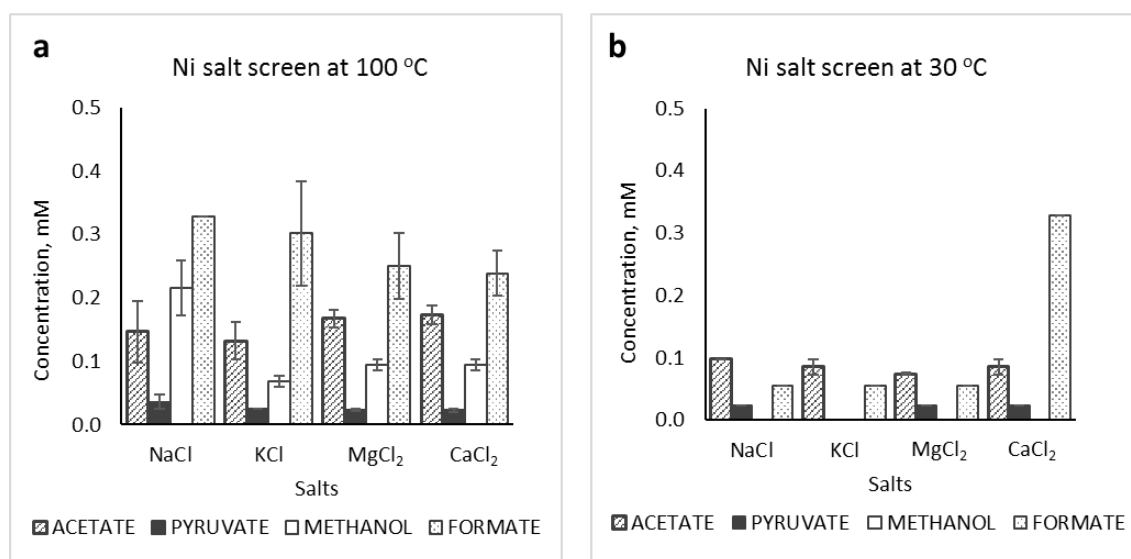 a
Ni salt screen at 100 °C
0.5
0.4
0.3
0.2
0.1
0.0
Concentration, mM
NaCl KCl MgCl₂ CaCl₂
Salts
ACETATE PYRUVATE METHANOL FORMATE
b
Ni salt screen at 30 °C
0.5
0.4
0.3
0.2
0.1
0.0
Concentration, mM
NaCl KCl MgCl₂ CaCl₂
Salts
ACETATE PYRUVATE METHANOL FORMATE